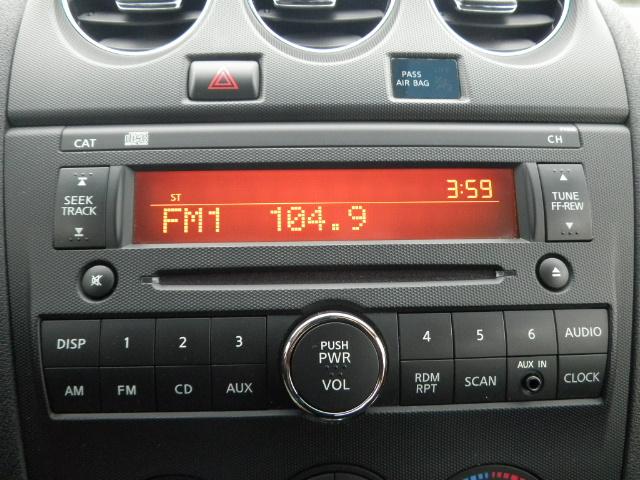 PASS
AIR BAG
CAT
CH
SEEK
TRACK
ST
3:59
FM1 104.9
TUNE
FF-REW
DISP
1
2
3
PUSH
PWR
VOL
4
5
6
AUDIO
AM
FM
CD
AUX
RDM
RPT
SCAN
AUX IN
CLOCK